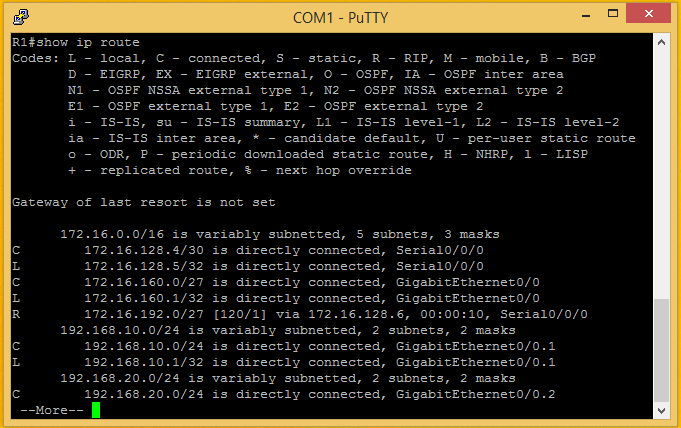 COM1 - PuTTY
R1#show ip route
Codes: L - local, C - connected, S - static, R - RIP, M - mobile, B - BGP
       D - EIGRP, EX - EIGRP external, O - OSPF, IA - OSPF inter area
       N1 - OSPF NSSA external type 1, N2 - OSPF NSSA external type 2
       E1 - OSPF external type 1, E2 - OSPF external type 2
       i - IS-IS, su - IS-IS summary, L1 - IS-IS level-1, L2 - IS-IS level-2
       ia - IS-IS inter area, * - candidate default, U - per-user static route
       o - ODR, P - periodic downloaded static route, H - NHRP, l - LISP
       + - replicated route, % - next hop override
Gateway of last resort is not set
      172.16.0.0/16 is variably subnetted, 5 subnets, 3 masks
C        172.16.128.4/30 is directly connected, Serial0/0/0
L        172.16.128.5/32 is directly connected, Serial0/0/0
C        172.16.160.0/27 is directly connected, GigabitEthernet0/0
L        172.16.160.1/32 is directly connected, GigabitEthernet0/0
R        172.16.192.0/27 [120/1] via 172.16.128.6, 00:00:10, Serial0/0/0
      192.168.10.0/24 is variably subnetted, 2 subnets, 2 masks
C        192.168.10.0/24 is directly connected, GigabitEthernet0/0.1
L        192.168.10.1/32 is directly connected, GigabitEthernet0/0.1
      192.168.20.0/24 is variably subnetted, 2 subnets, 2 masks
C        192.168.20.0/24 is directly connected, GigabitEthernet0/0.2
 --More--